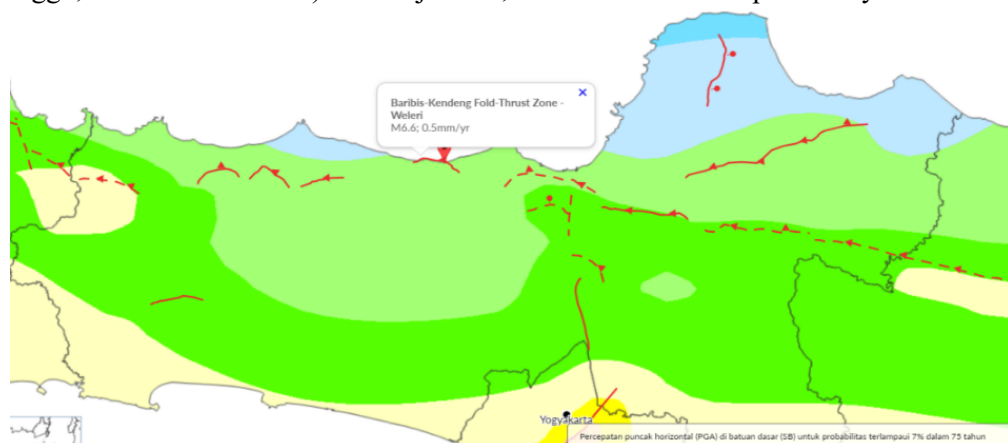 Baribis-Kendeng Fold-Thrust Zone -
Weleri
M6.6; 0.5mm/yr
Yogyakarta
Percepatan puncak horizontal (PGA) di batuan dasar (SB) untuk probabilitas terlampaui 7% dalam 75 tahun